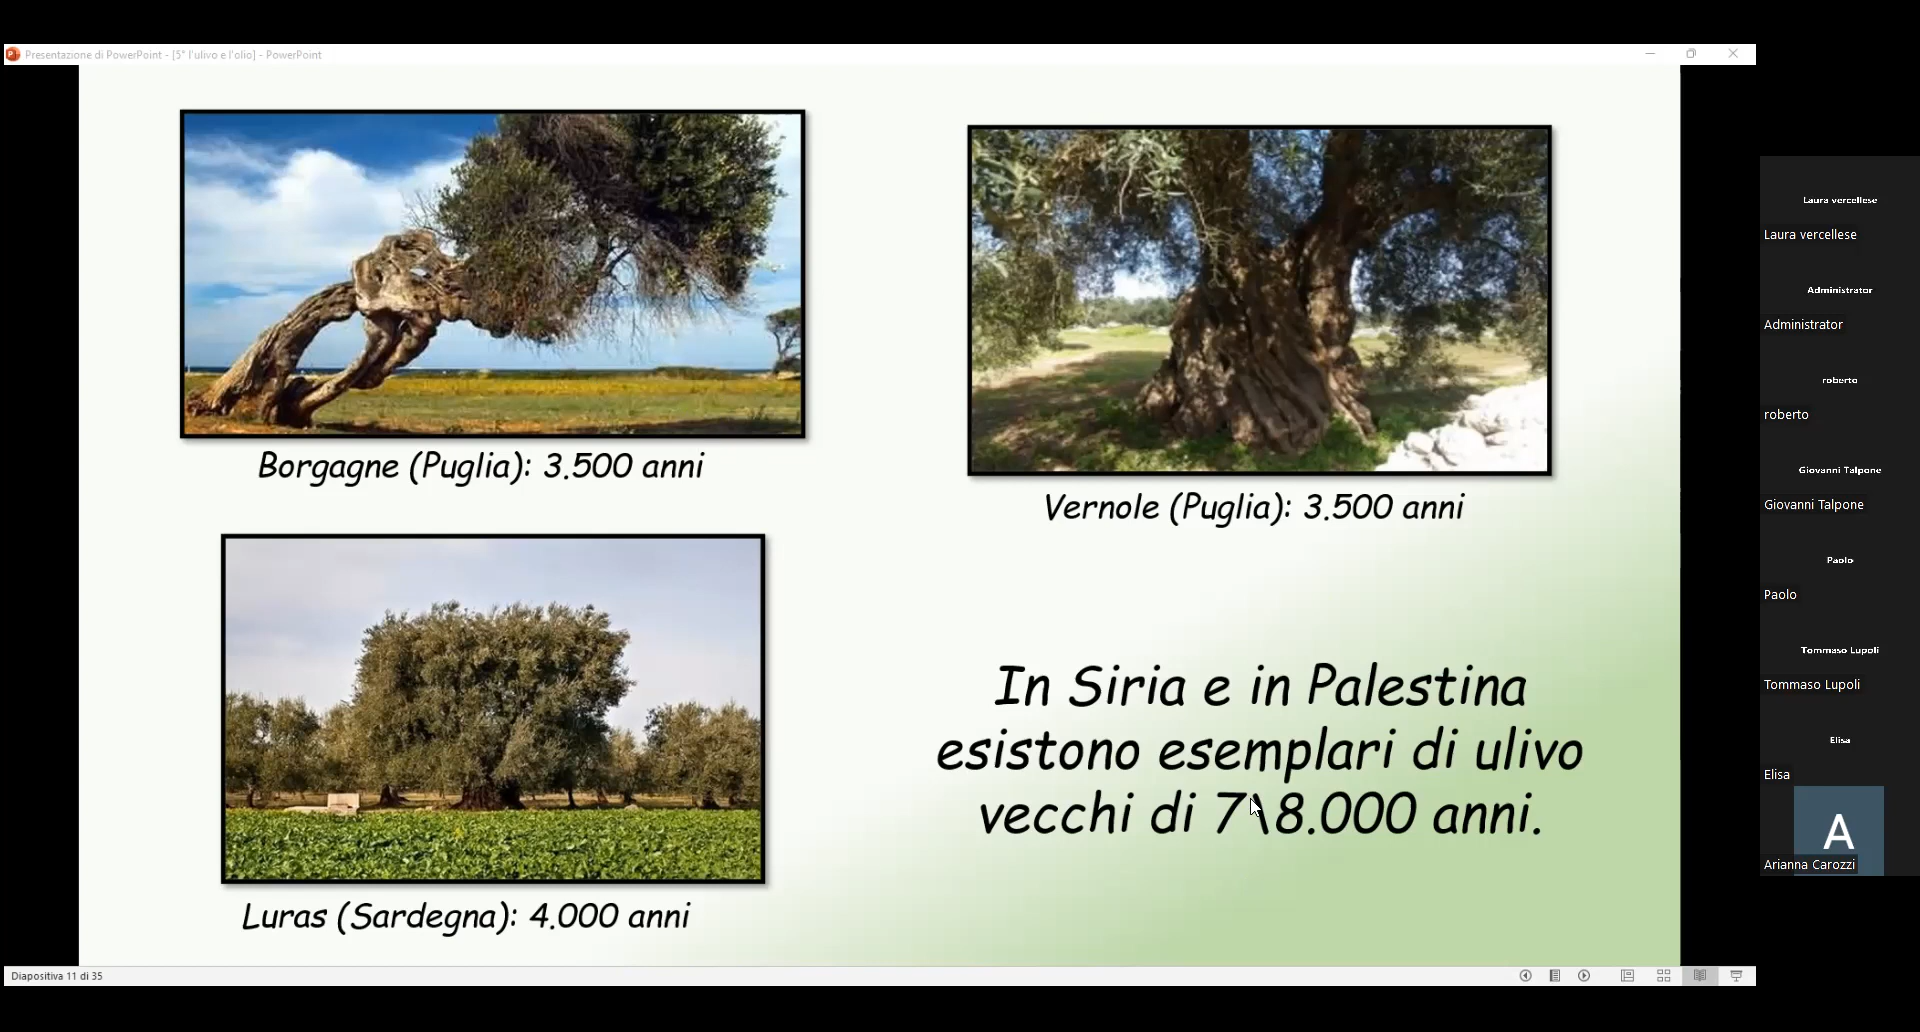 Presentazione di PowerPoint - [5° l'ulivo e l'olio] - PowerPoint
Borgagne (Puglia): 3.500 anni
Vernole (Puglia): 3.500 anni
Luras (Sardegna): 4.000 anni
In Siria e in Palestina
esistono esemplari di ulivo
vecchi di 7\8.000 anni.
Diapositiva 11 di 35
Laura vercellese
Laura vercellese
Administrator
Administrator
roberto
roberto
Giovanni Talpone
Giovanni Talpone
Paolo
Paolo
Tommaso Lupoli
Tommaso Lupoli
Elisa
Elisa
A
Arianna Carozzi